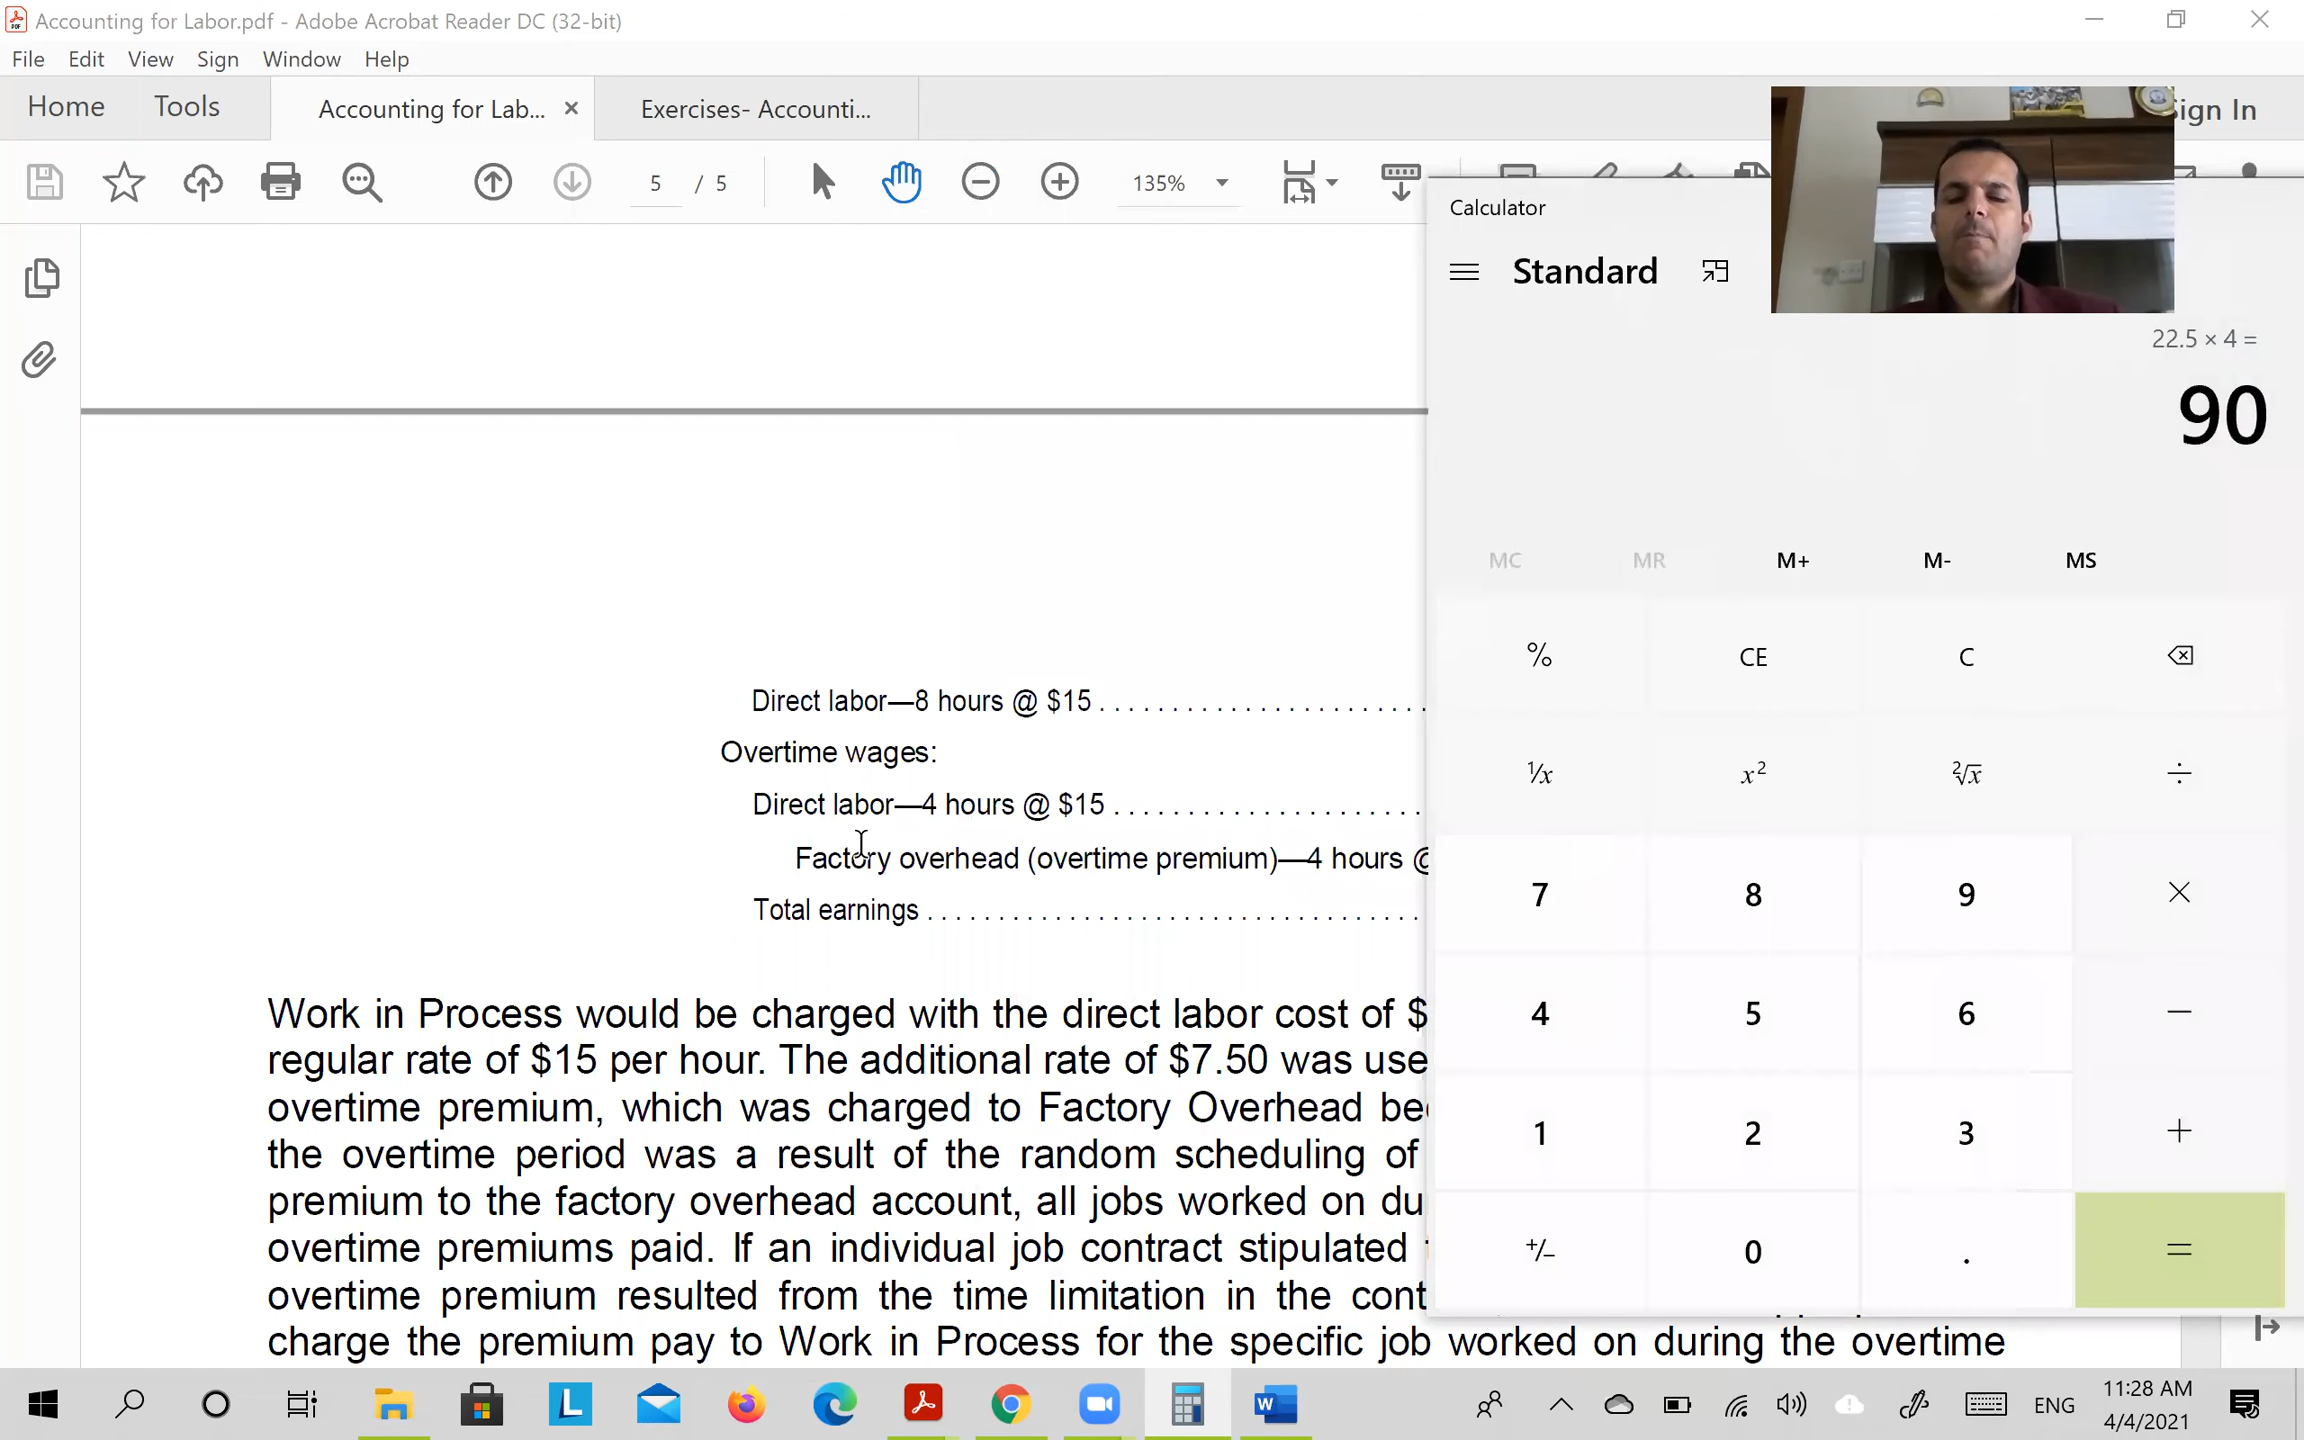 Accounting for Labor.pdf - Adobe Acrobat Reader DC (32-bit)
File Edit View Sign Window Help
Home Tools Accounting for Lab... Exercises- Accounti... Sign In
5 / 5 135%
Calculator
Standard
22.5 × 4 =
90
MC MR M+ M- MS
% CE C
1/x x² ²√x ÷
7 8 9 ×
4 5 6 −
1 2 3 +
+/− 0 . =
Direct labor—8 hours @ $15 . . . . . . . . . . . . . . . . . . . . . . .
Overtime wages:
Direct labor—4 hours @ $15 . . . . . . . . . . . . . . . . . . . . . .
Factory overhead (overtime premium)—4 hours @
Total earnings . . . . . . . . . . . . . . . . . . . . . . . . . . . . . . . . . . .
Work in Process would be charged with the direct labor cost of $
regular rate of $15 per hour. The additional rate of $7.50 was use
overtime premium, which was charged to Factory Overhead be
the overtime period was a result of the random scheduling of
premium to the factory overhead account, all jobs worked on du
overtime premiums paid. If an individual job contract stipulated
overtime premium resulted from the time limitation in the cont
charge the premium pay to Work in Process for the specific job worked on during the overtime
ENG
11:28 AM
4/4/2021